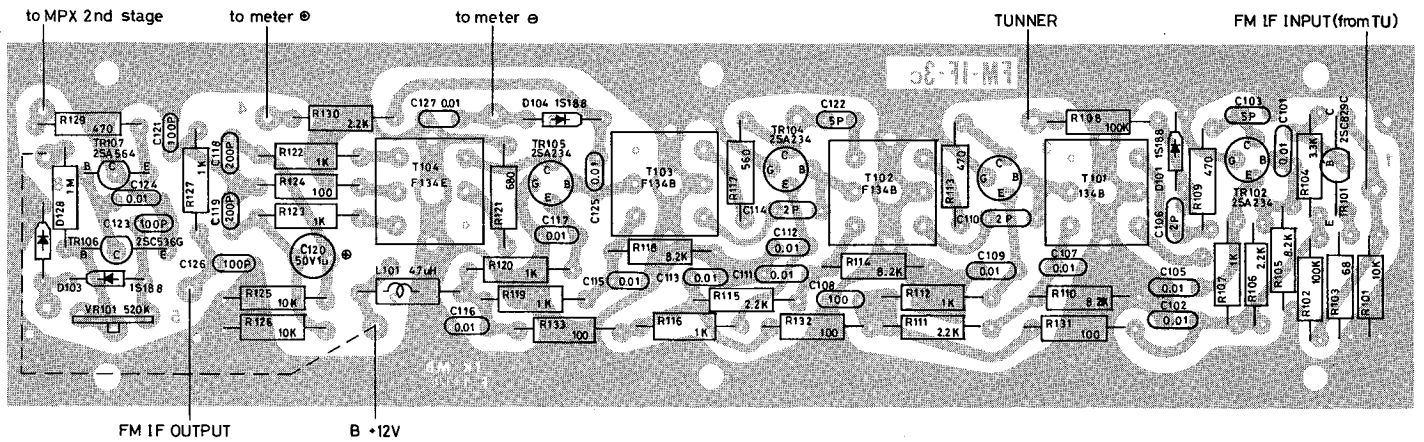 to MPX 2nd stage
to meter ⊕
to meter ⊖
TUNNER
FM IF INPUT(from TU)
FM-IF-3c
R129
470
C121
100P
R130
2.2K
C127 0.01
D104 1S188
C122
5P
R108
100K
C103
5P
C101
0.01
C
2SC829C
B
TR101
E
TR107
2SA564
B
E
C124
0.01
C123
100P
TR106
2SC536G
B
C
E
D128
1M
D103
1S188
VR101 520K
R127
1K
C118
200P
C119
200P
C126
100P
R122
1K
R124
100
R123
1K
C120
50V1u
⊕
R125
10K
R126
10K
T104
F134E
L101
4.7uH
R121
680
TR105
2SA234
C
G
B
E
C117
0.01
C125
0.01
R120
1K
R119
1K
C116
0.01
R133
100
T103
F134B
R118
8.2K
C115
0.01
C113
0.01
R116
1K
R115
2.2K
R117
560
TR104
2SA234
C
G
B
E
C114
2P
C112
0.01
C111
0.01
C108
100
R132
100
T102
F134B
R114
8.2K
R112
1K
R111
2.2K
R113
470
C
G
B
E
C110
2P
C109
0.01
C107
0.01
R110
8.2K
R131
100
T101
134B
D101
1S188
C106
2P
R109
470
C
G
B
E
TR102
2SA234
C105
0.01
C102
0.01
R107
1K
R106
2.2K
R105
8.2K
R104
3.3K
R102
100K
R103
68
R101
10K
4
5
1
FM IF OUTPUT
B +12V